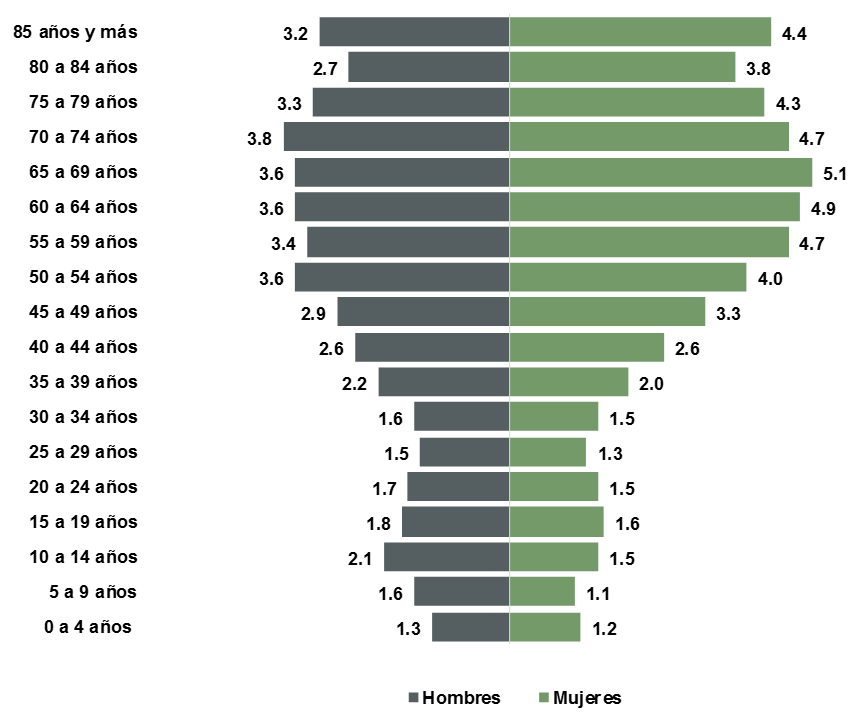 85 años y más 3.2 4.4
80 a 84 años 2.7 3.8
75 a 79 años 3.3 4.3
70 a 74 años 3.8 4.7
65 a 69 años 3.6 5.1
60 a 64 años 3.6 4.9
55 a 59 años 3.4 4.7
50 a 54 años 3.6 4.0
45 a 49 años 2.9 3.3
40 a 44 años 2.6 2.6
35 a 39 años 2.2 2.0
30 a 34 años 1.6 1.5
25 a 29 años 1.5 1.3
20 a 24 años 1.7 1.5
15 a 19 años 1.8 1.6
10 a 14 años 2.1 1.5
5 a 9 años 1.6 1.1
0 a 4 años 1.3 1.2
Hombres Mujeres